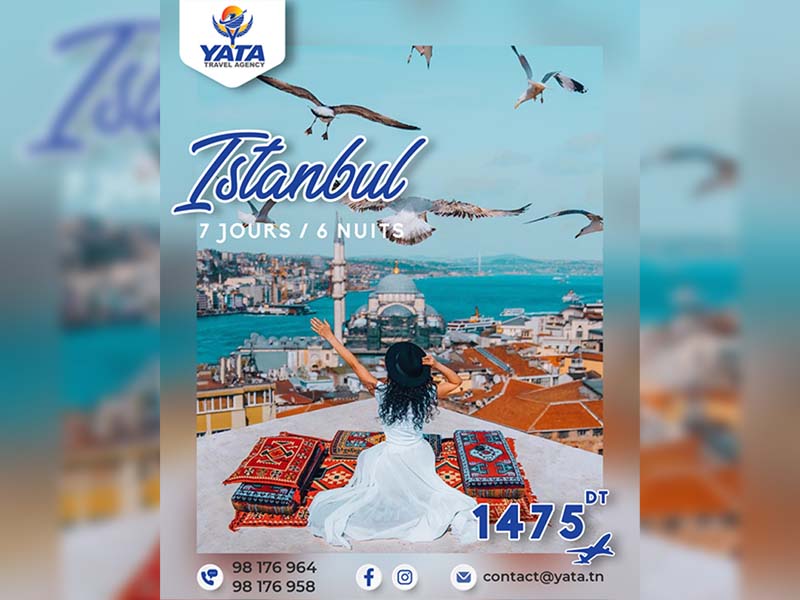 YATA
TRAVEL AGENCY
Istanbul
7 JOURS / 6 NUITS
1475 DT
98 176 964
98 176 958
contact@yata.tn